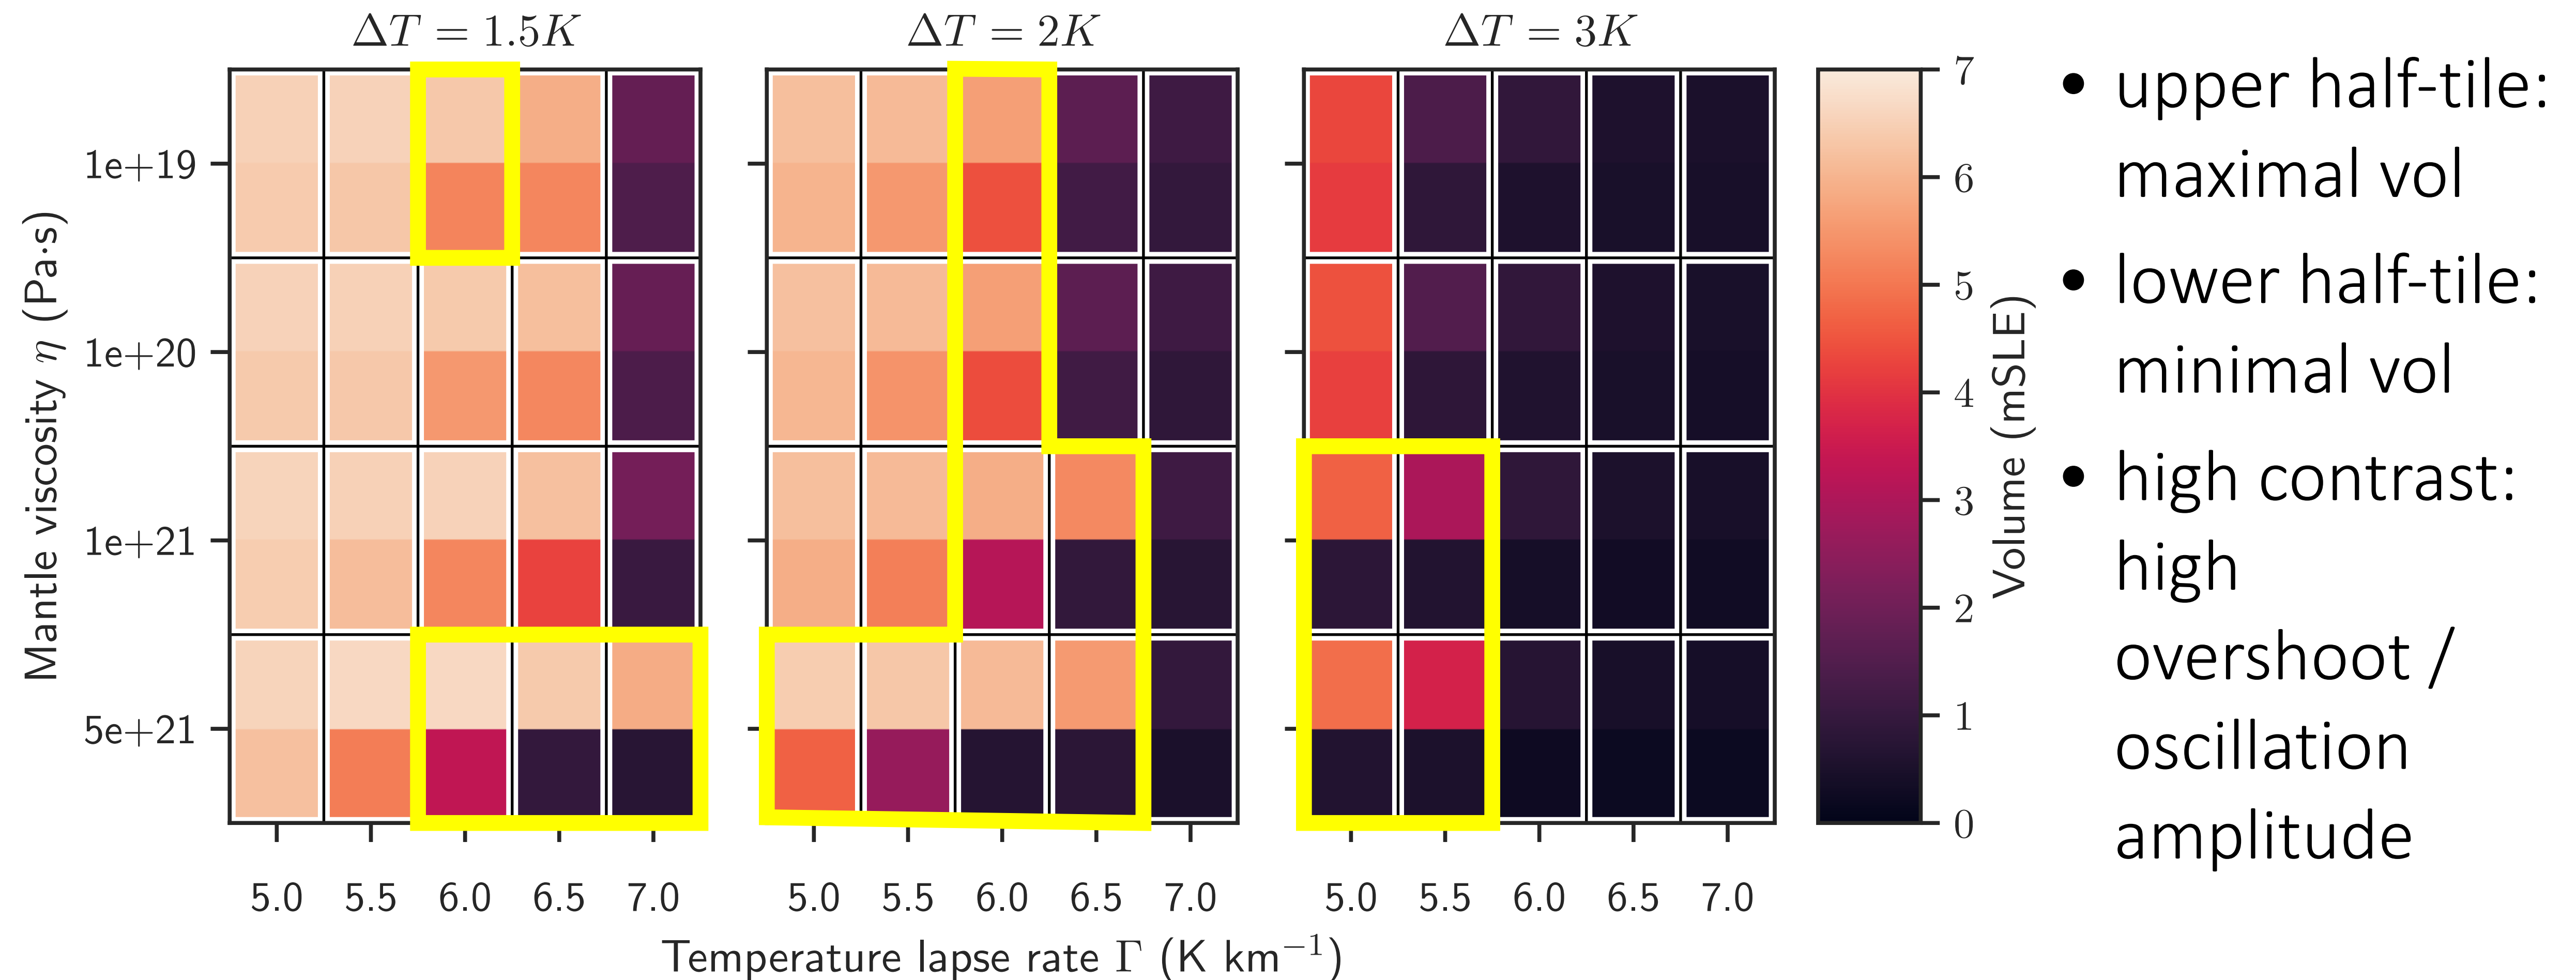 ΔT = 1.5K
ΔT = 2K
ΔT = 3K
Mantle viscosity η (Pa·s)
1e+19
1e+20
1e+21
5e+21
5.0 5.5 6.0 6.5 7.0
5.0 5.5 6.0 6.5 7.0
5.0 5.5 6.0 6.5 7.0
Temperature lapse rate Γ (K km⁻¹)
7
6
5
4
3
2
1
0
Volume (mSLE)
• upper half-tile:
maximal vol
• lower half-tile:
minimal vol
• high contrast:
high
overshoot /
oscillation
amplitude